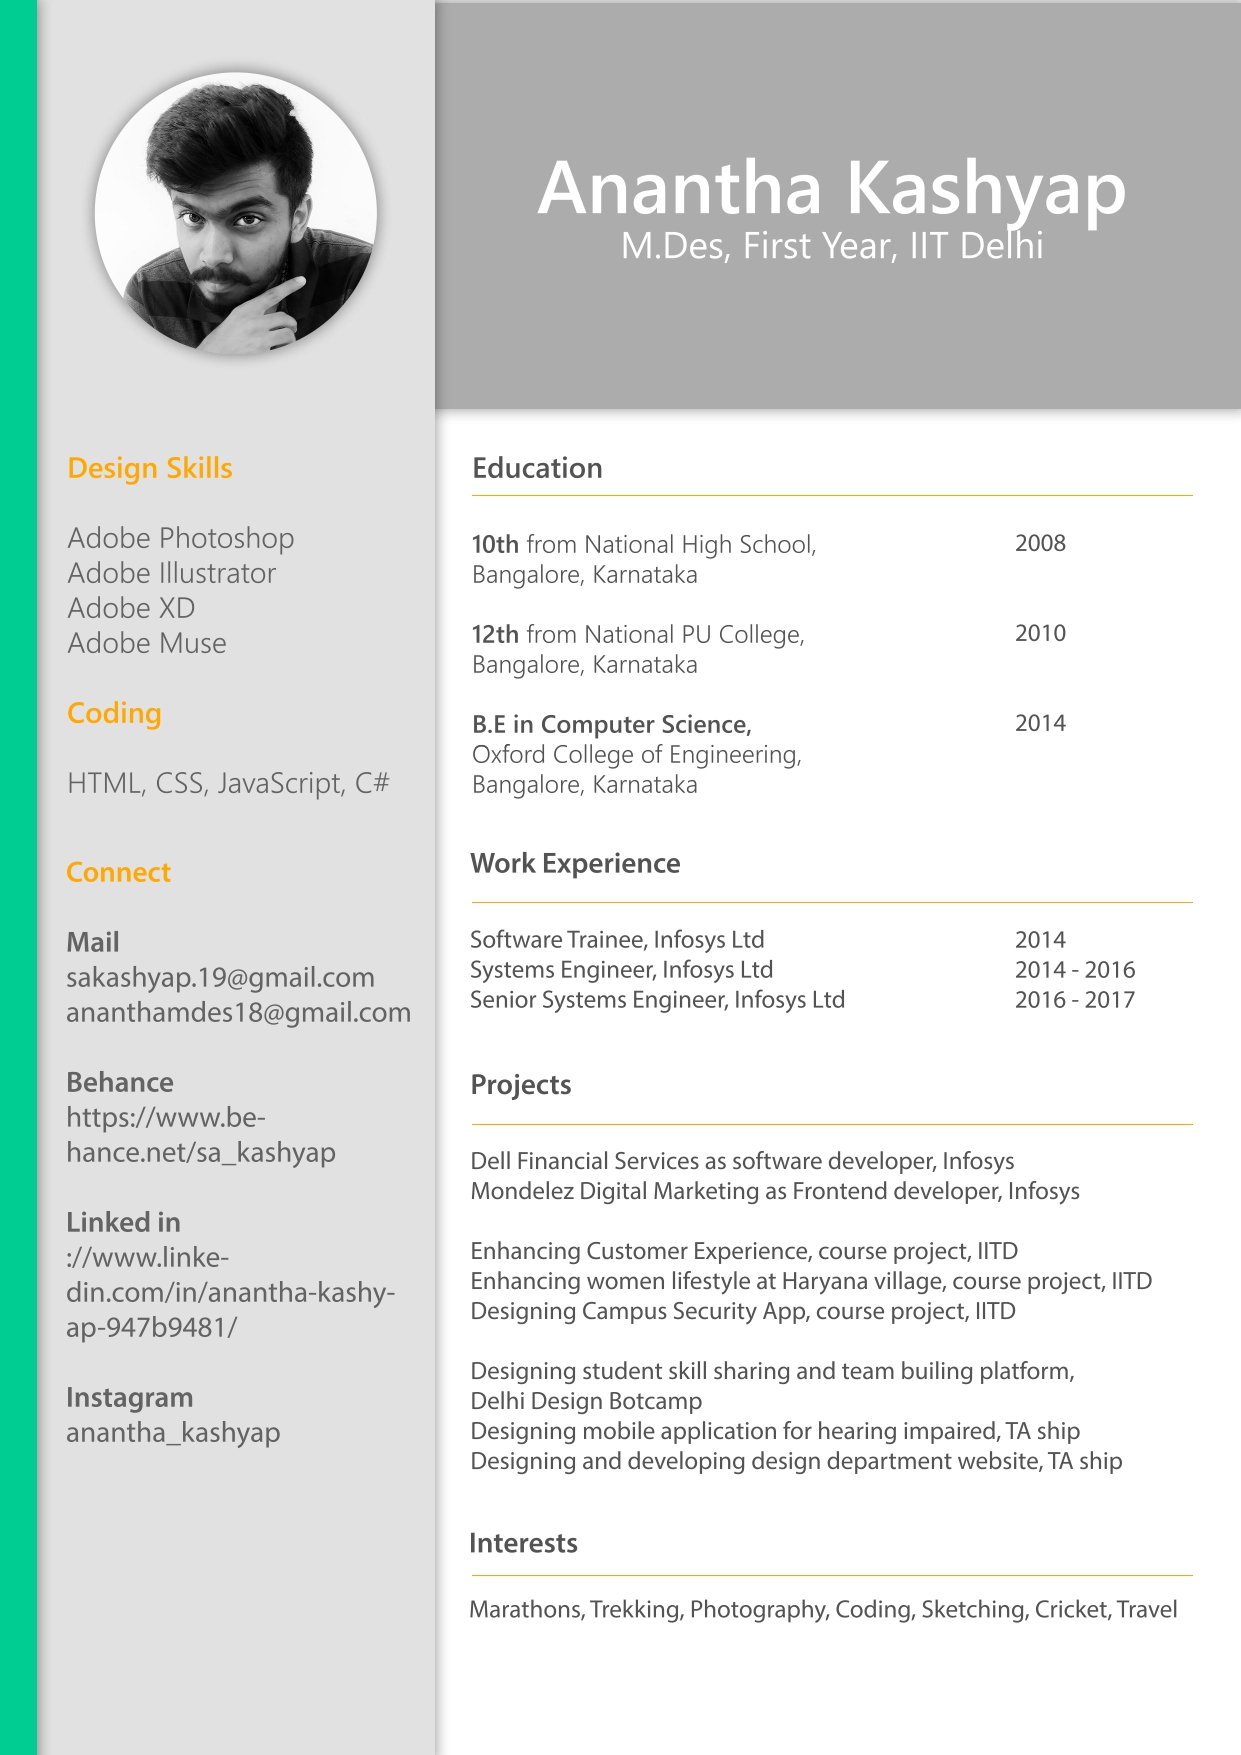 Anantha Kashyap
M.Des, First Year, IIT Delhi
Design Skills
Adobe Photoshop
Adobe Illustrator
Adobe XD
Adobe Muse
Coding
HTML, CSS, JavaScript, C#
Connect
Mail
sakashyap.19@gmail.com
ananthamdes18@gmail.com
Behance
https://www.be-
hance.net/sa_kashyap
Linked in
://www.linke-
din.com/in/anantha-kashy-
ap-947b9481/
Instagram
anantha_kashyap
Education
10th from National High School, 2008
Bangalore, Karnataka
12th from National PU College, 2010
Bangalore, Karnataka
B.E in Computer Science, 2014
Oxford College of Engineering,
Bangalore, Karnataka
Work Experience
Software Trainee, Infosys Ltd 2014
Systems Engineer, Infosys Ltd 2014 - 2016
Senior Systems Engineer, Infosys Ltd 2016 - 2017
Projects
Dell Financial Services as software developer, Infosys
Mondelez Digital Marketing as Frontend developer, Infosys
Enhancing Customer Experience, course project, IITD
Enhancing women lifestyle at Haryana village, course project, IITD
Designing Campus Security App, course project, IITD
Designing student skill sharing and team builing platform,
Delhi Design Botcamp
Designing mobile application for hearing impaired, TA ship
Designing and developing design department website, TA ship
Interests
Marathons, Trekking, Photography, Coding, Sketching, Cricket, Travel